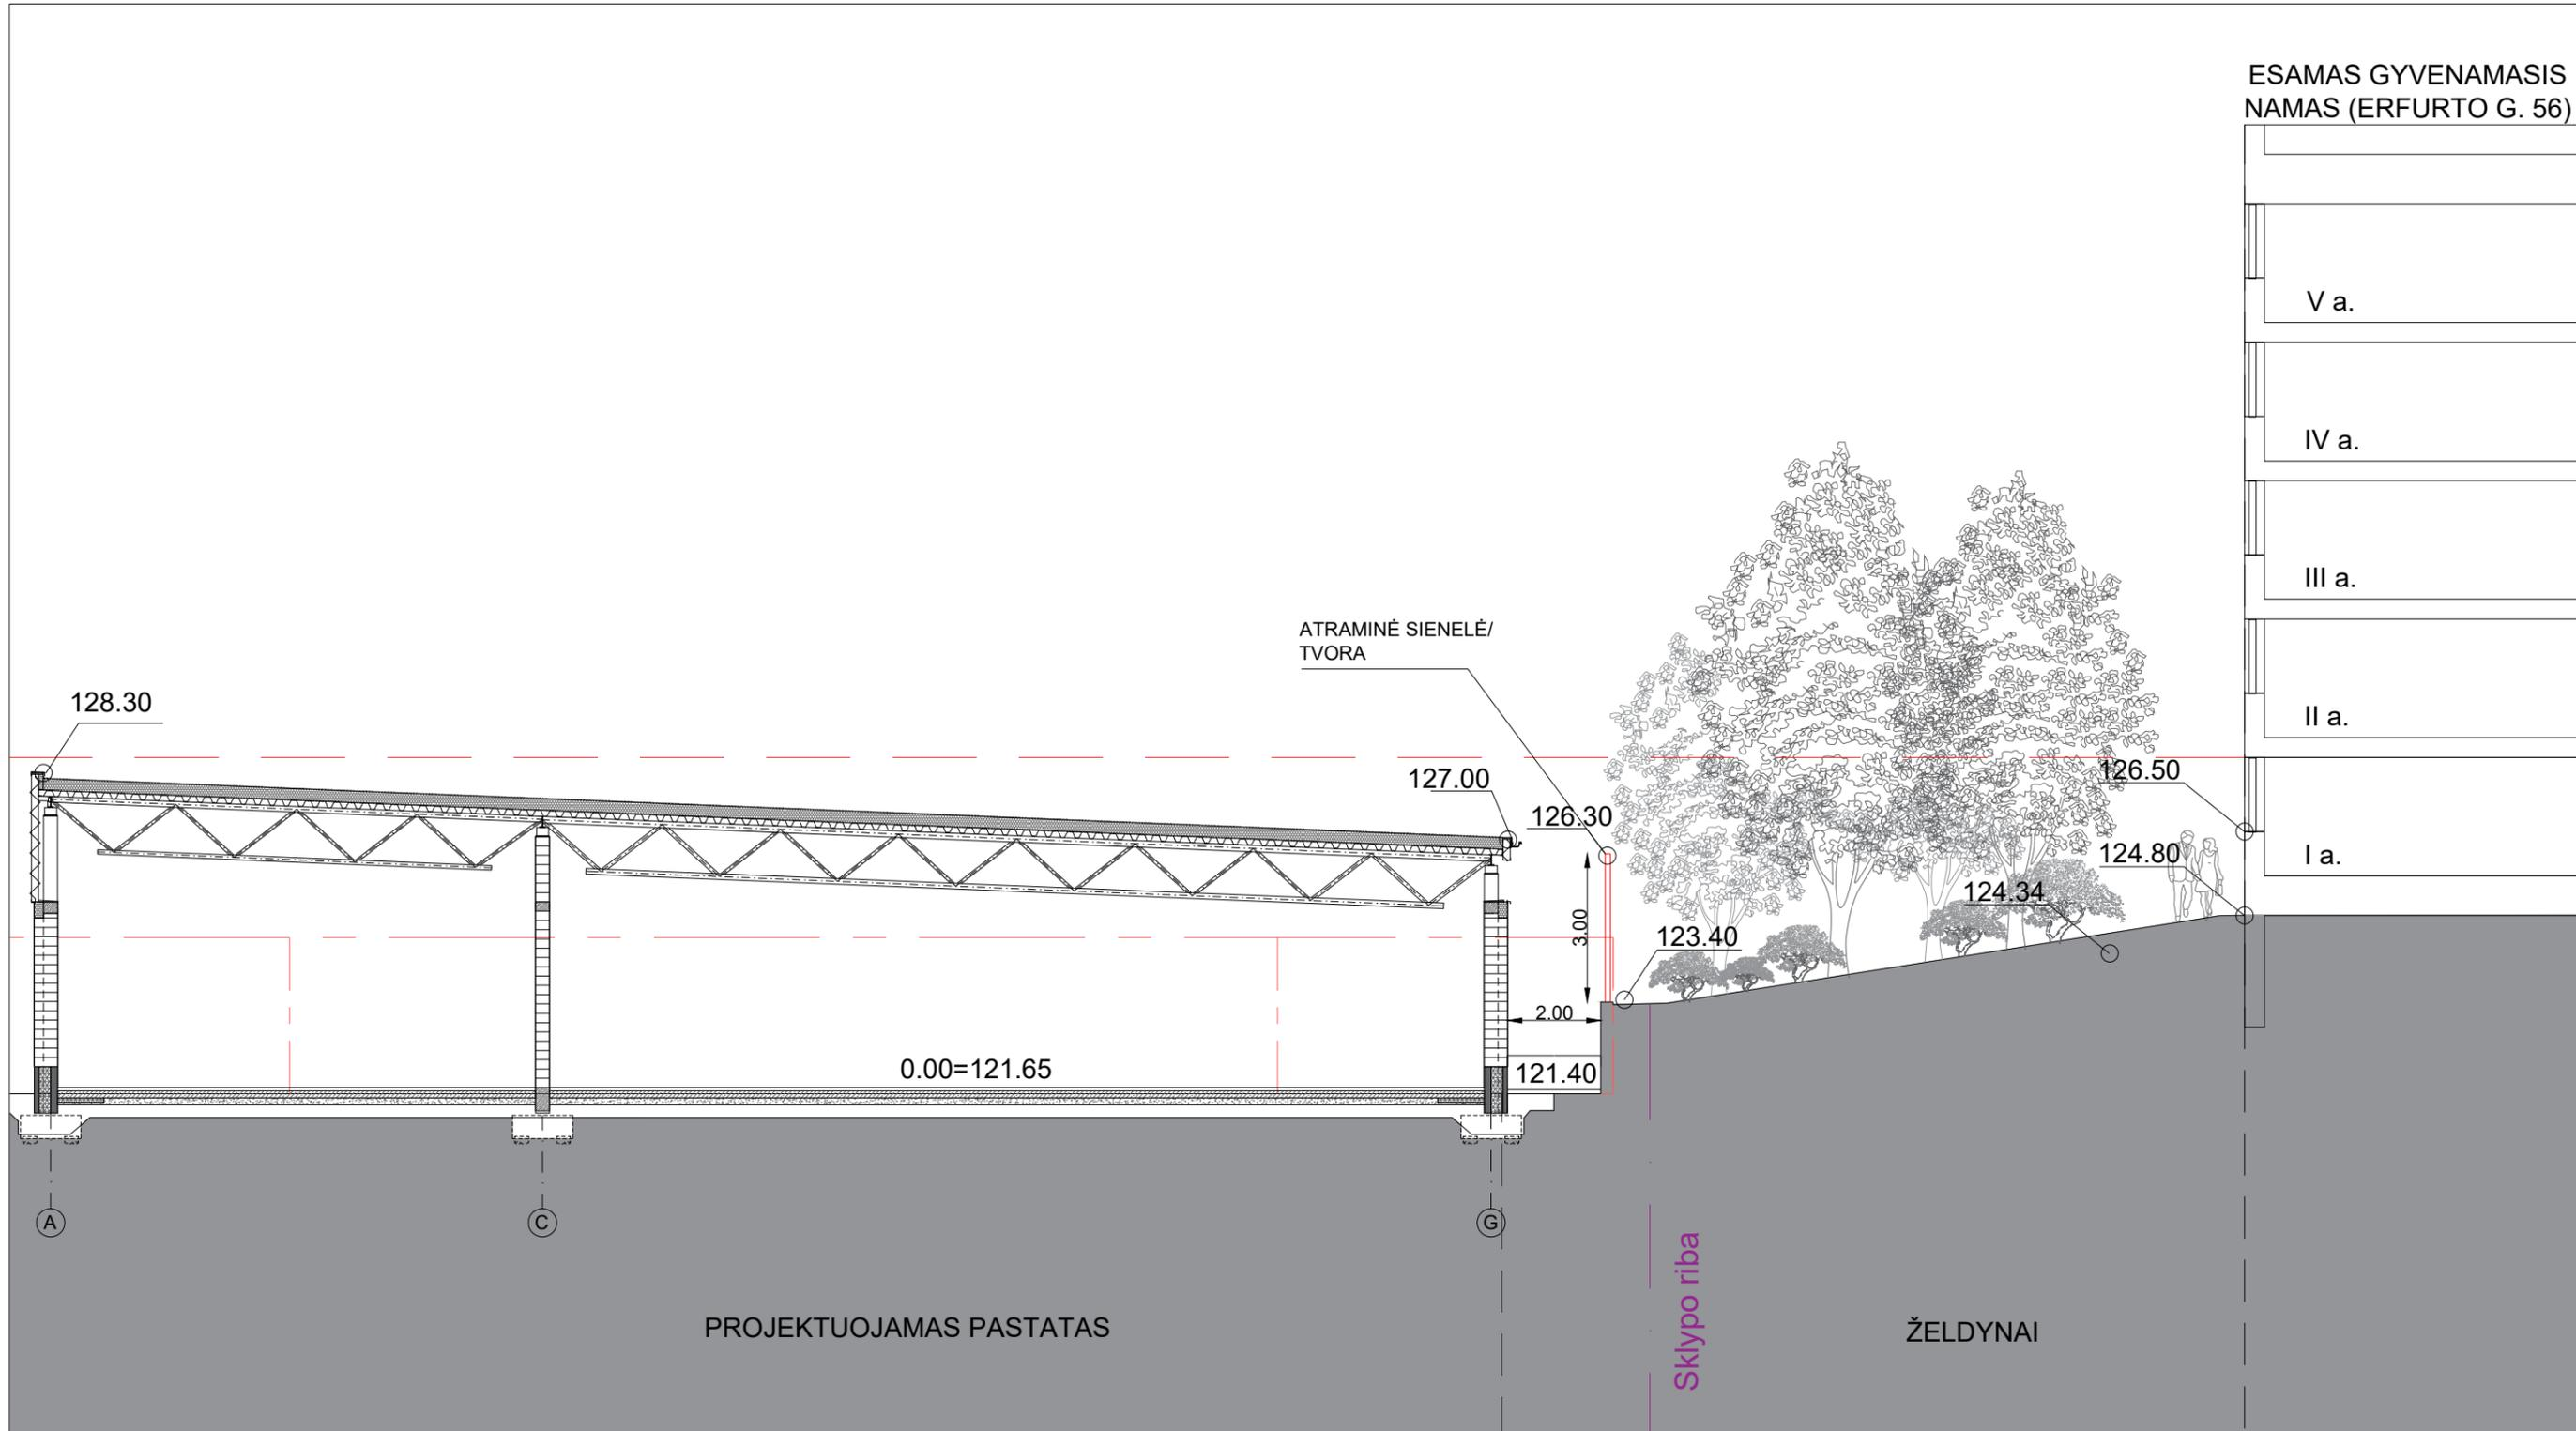 ESAMAS GYVENAMASIS
NAMAS (ERFURTO G. 56)
V a.
IV a.
III a.
II a.
I a.
ATRAMINĖ SIENELĖ/
TVORA
128.30
127.00
126.30
126.50
124.80
124.34
123.40
3.00
2.00
0.00=121.65
121.40
A
C
G
Sklypo riba
PROJEKTUOJAMAS PASTATAS
ŽELDYNAI